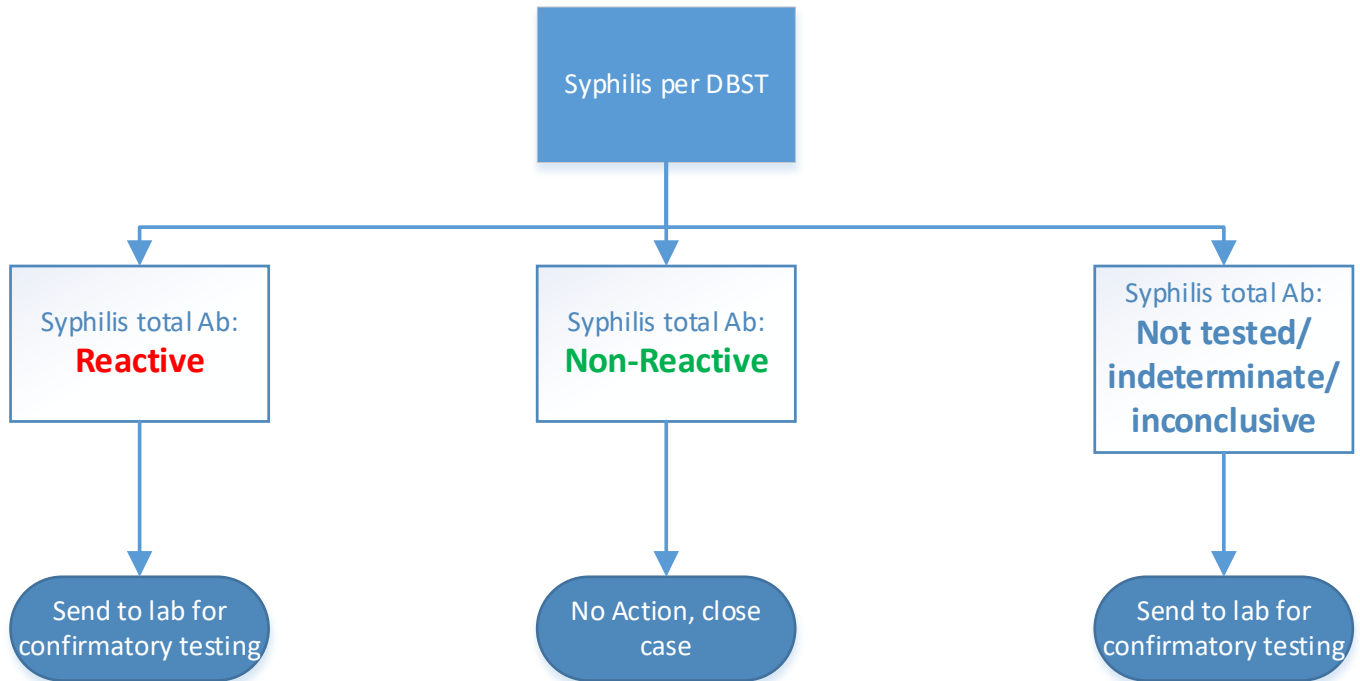 Syphilis per DBST
Syphilis total Ab:
Reactive
Syphilis total Ab:
Non-Reactive
Syphilis total Ab:
Not tested/
indeterminate/
inconclusive
Send to lab for
confirmatory testing
No Action, close
case
Send to lab for
confirmatory testing